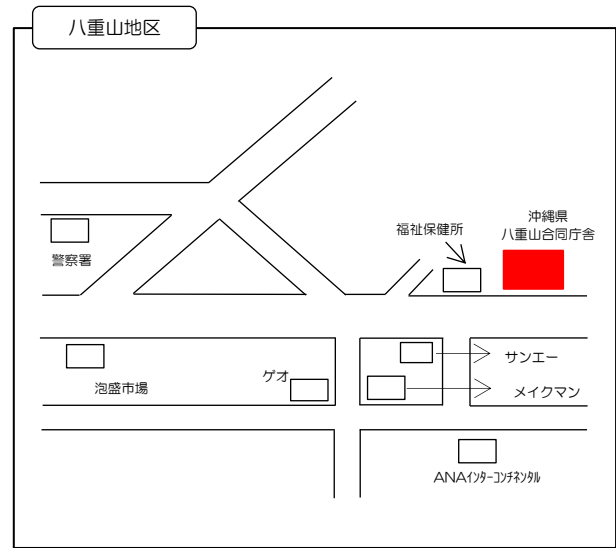 八重山地区
沖縄県
八重山合同庁舎
福祉保健所
警察署
サンエー
ゲオ
泡盛市場
メイクマン
ANAインターコンチネンタル